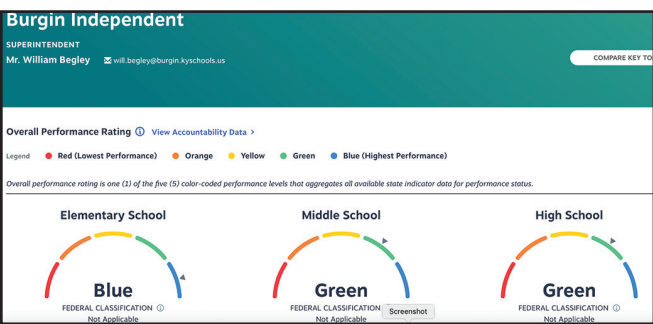 Burgin Independent
SUPERINTENDENT
Mr. William Begley will.begley@burgin.kyschools.us
COMPARE KEY TO
Overall Performance Rating View Accountability Data >
Legend Red (Lowest Performance) Orange Yellow Green Blue (Highest Performance)
Overall performance rating is one (1) of the five (5) color-coded performance levels that aggregates all available state indicator data for performance status.
Elementary School
Blue
FEDERAL CLASSIFICATION
Not Applicable
Middle School
Green
FEDERAL CLASSIFICATION
Not Applicable
Screenshot
High School
Green
FEDERAL CLASSIFICATION
Not Applicable